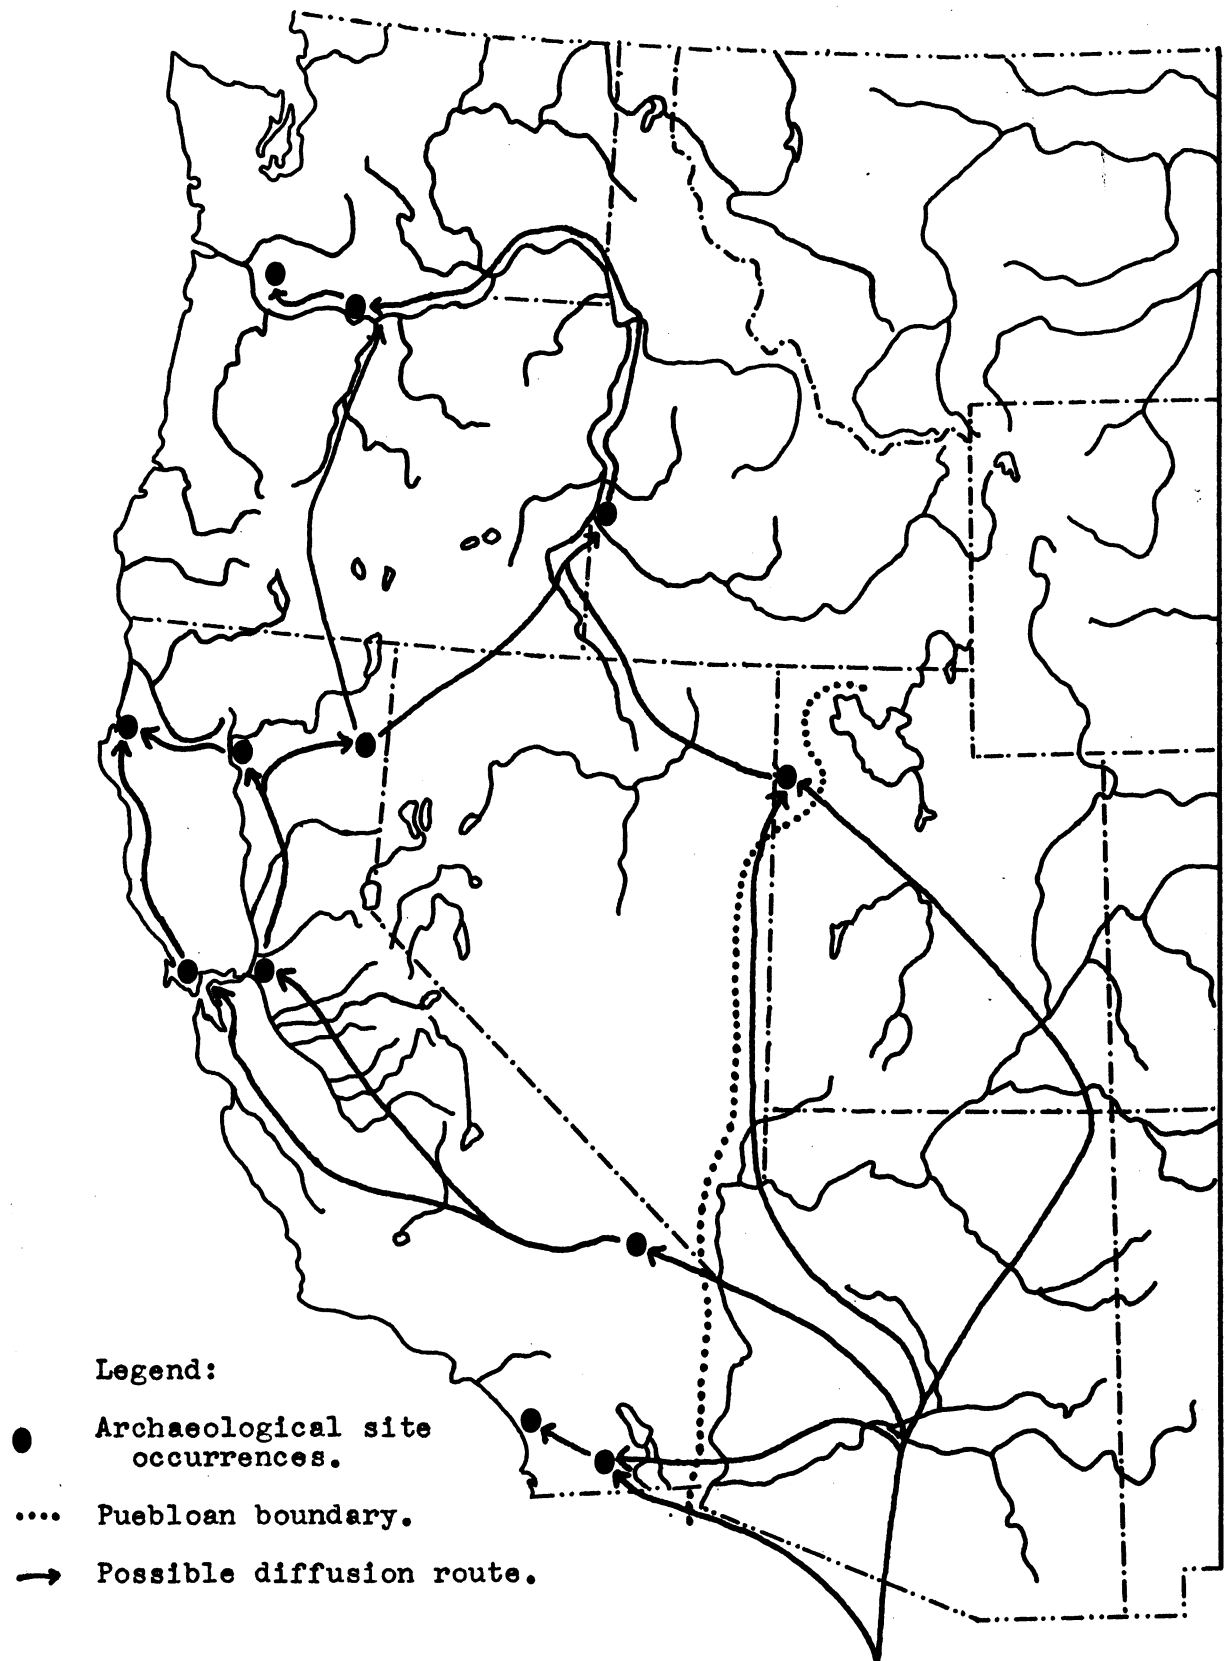 Legend:
Archaeological site
occurrences.
Puebloan boundary.
Possible diffusion route.